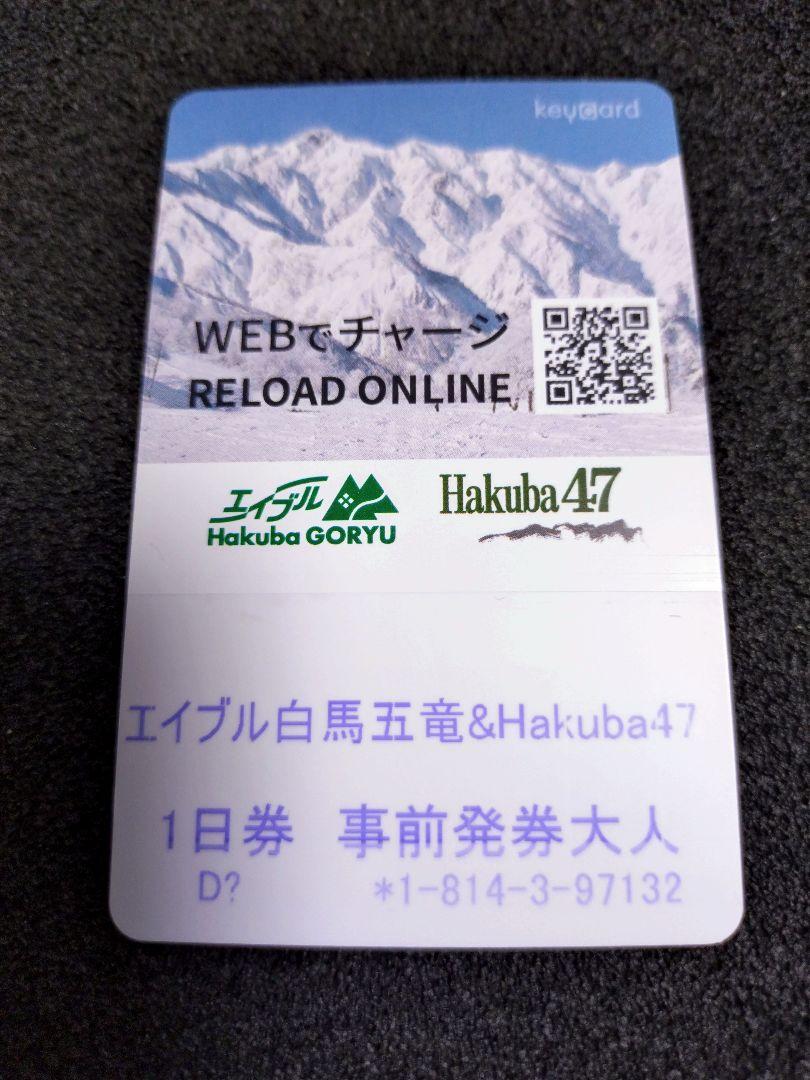 keycard
WEBでチャージ
RELOAD ONLINE
エイブル
Hakuba GORYU
Hakuba47
エイブル白馬五竜&Hakuba47
1日券 事前発券大人
D? *1-814-3-97132